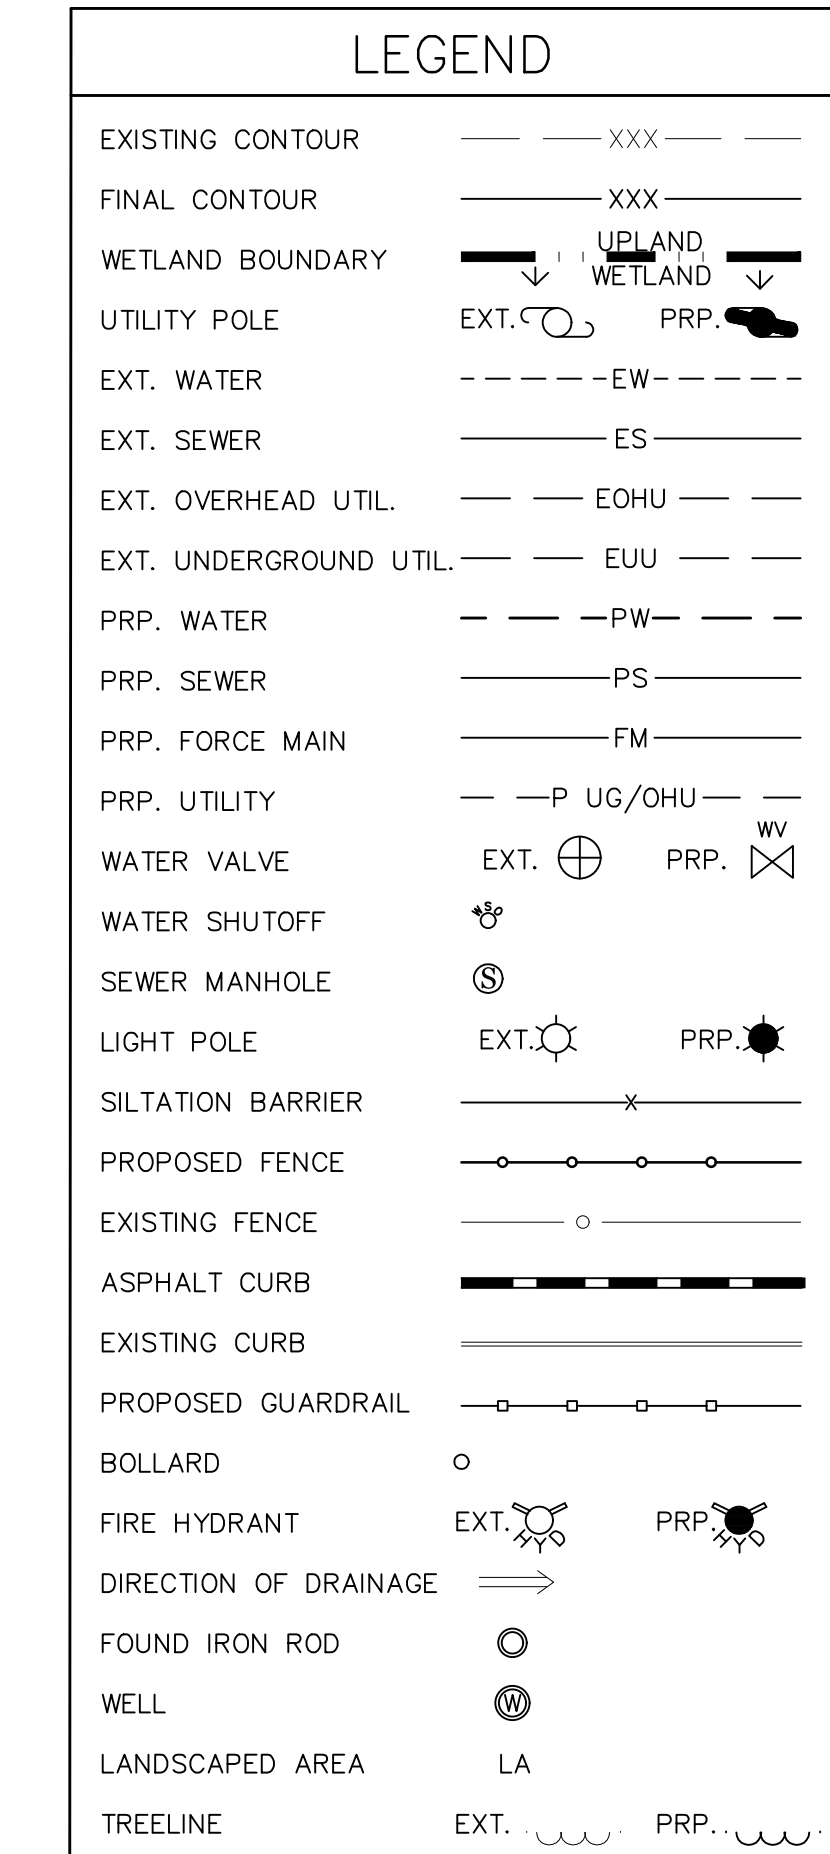 LEGEND
EXISTING CONTOUR XXX
FINAL CONTOUR XXX
UPLAND
WETLAND BOUNDARY
WETLAND
UTILITY POLE EXT. PRP.
EXT. WATER EW
EXT. SEWER ES
EXT. OVERHEAD UTIL. EOHU
EXT. UNDERGROUND UTIL. EUU
PRP. WATER PW
PRP. SEWER PS
PRP. FORCE MAIN FM
PRP. UTILITY P UG/OHU
WV
WATER VALVE EXT. PRP.
WATER SHUTOFF WSO
SEWER MANHOLE S
LIGHT POLE EXT. PRP.
SILTATION BARRIER X
PROPOSED FENCE
EXISTING FENCE
ASPHALT CURB
EXISTING CURB
PROPOSED GUARDRAIL
BOLLARD
FIRE HYDRANT EXT. HYD PRP. HYD
DIRECTION OF DRAINAGE
FOUND IRON ROD
WELL W
LANDSCAPED AREA LA
TREELINE EXT. PRP.